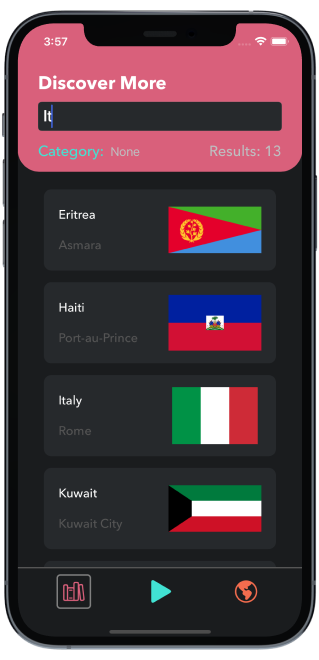 3:57
Discover More
It
Category: None
Results: 13
Eritrea
Asmara
Haiti
Port-au-Prince
Italy
Rome
Kuwait
Kuwait City